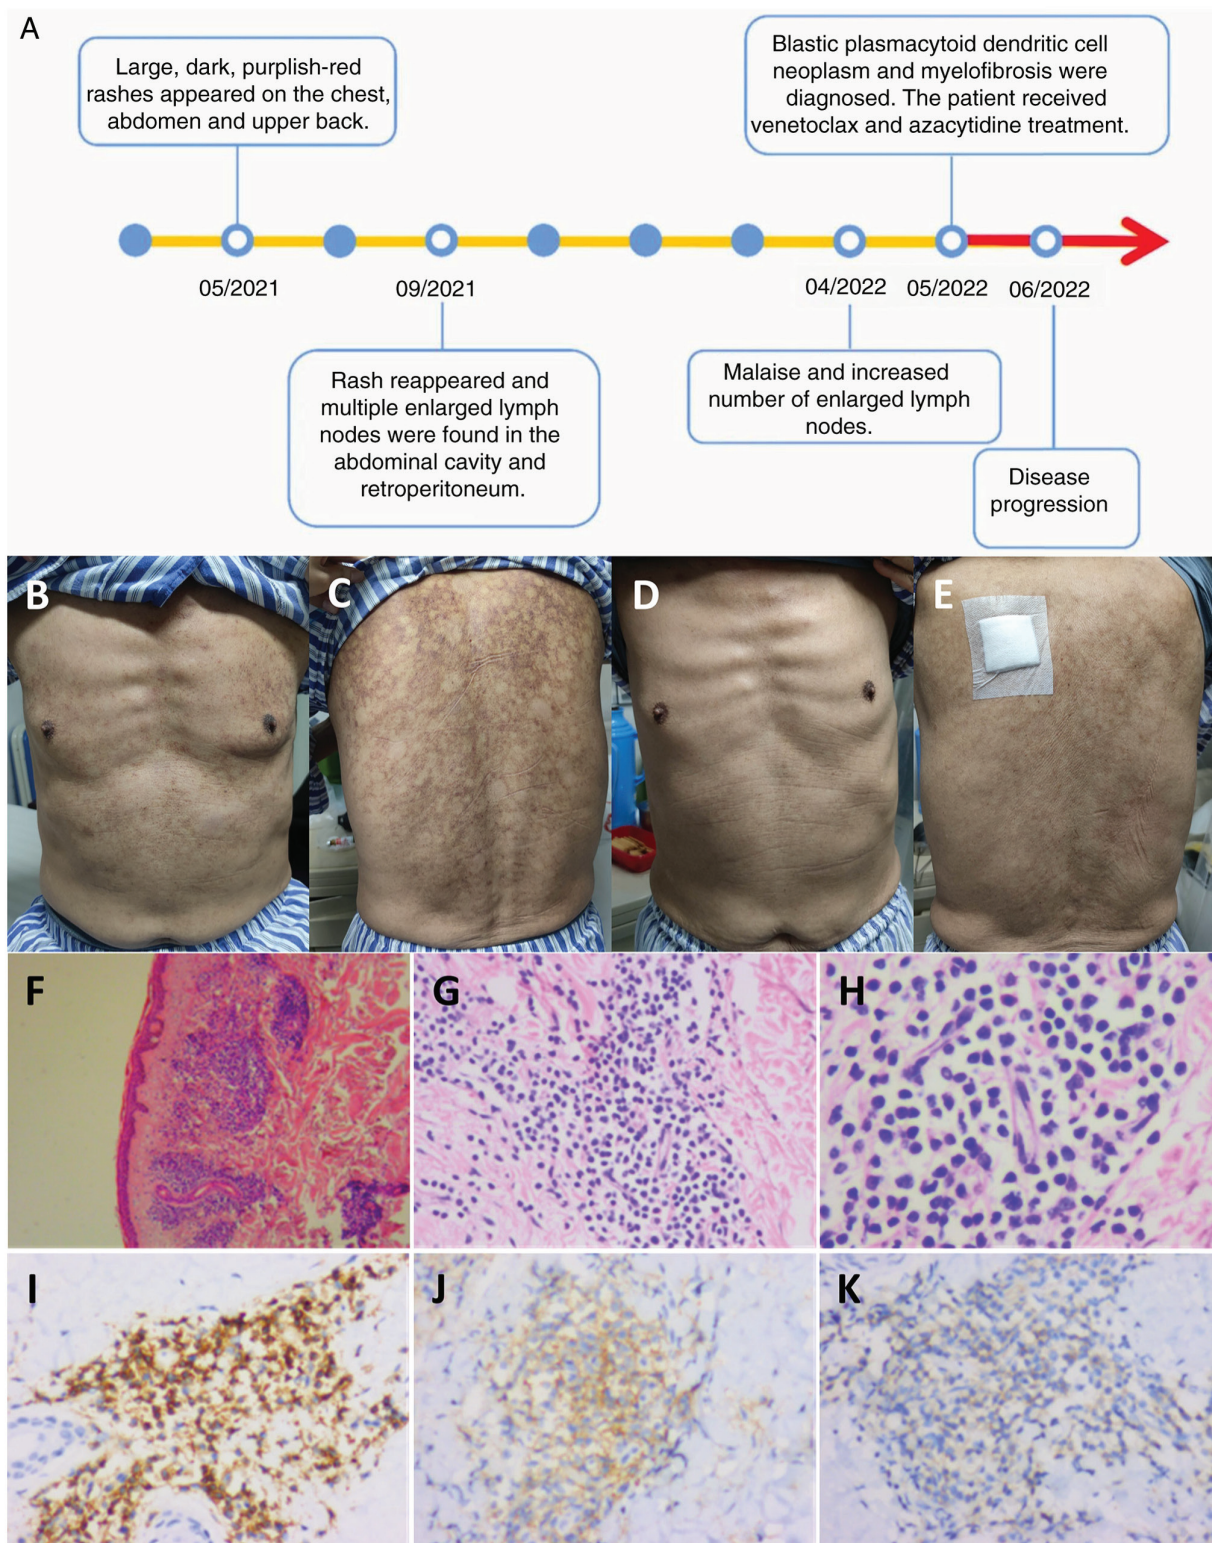 A
Large, dark, purplish-red
rashes appeared on the chest,
abdomen and upper back.
Blastic plasmacytoid dendritic cell
neoplasm and myelofibrosis were
diagnosed. The patient received
venetoclax and azacytidine treatment.
05/2021
09/2021
04/2022
05/2022
06/2022
Rash reappeared and
multiple enlarged lymph
nodes were found in the
abdominal cavity and
retroperitoneum.
Malaise and increased
number of enlarged lymph
nodes.
Disease
progression
B
C
D
E
F
G
H
I
J
K